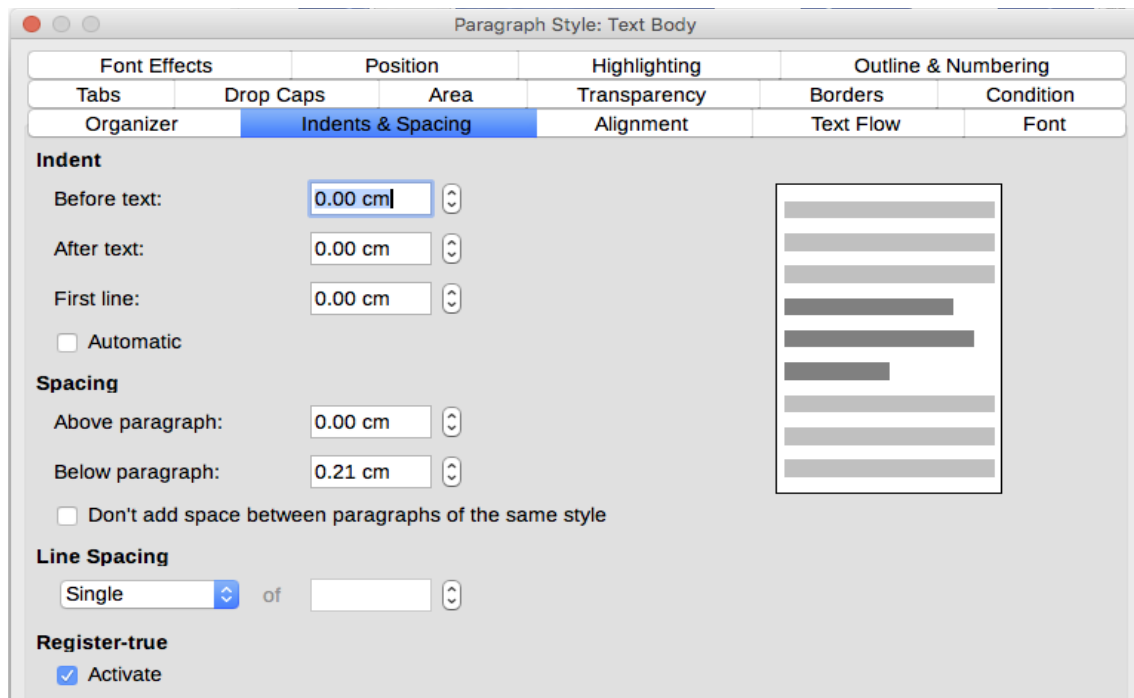 Paragraph Style: Text Body
Font Effects Position Highlighting Outline & Numbering
Tabs Drop Caps Area Transparency Borders Condition
Organizer Indents & Spacing Alignment Text Flow Font
Indent
Before text: 0.00 cm
After text: 0.00 cm
First line: 0.00 cm
Automatic
Spacing
Above paragraph: 0.00 cm
Below paragraph: 0.21 cm
Don't add space between paragraphs of the same style
Line Spacing
Single of
Register-true
Activate